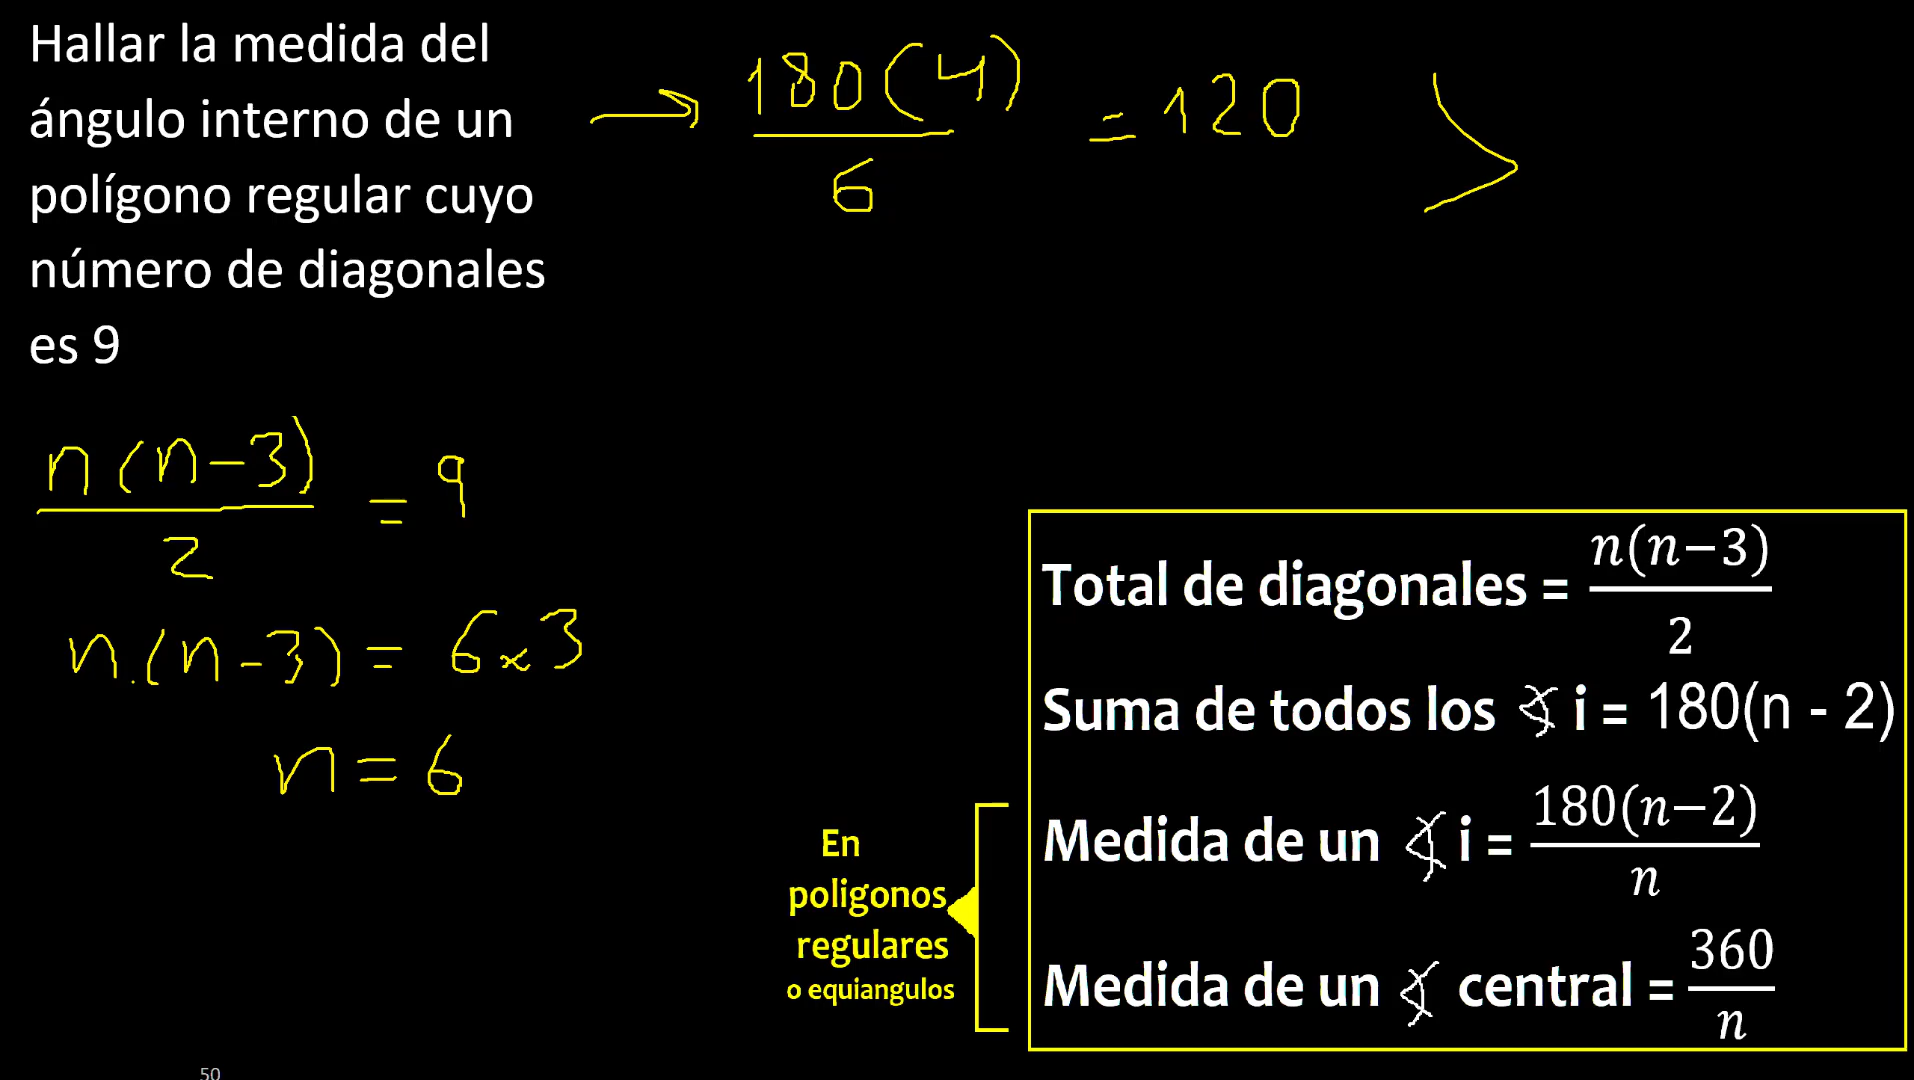 Hallar la medida del
ángulo interno de un
polígono regular cuyo
número de diagonales
es 9
→ 180(4)/6 = 120
n(n-3)/2 = 9
n.(n-3) = 6x3
n = 6
Total de diagonales = n(n−3)/2
Suma de todos los ∢ i = 180(n - 2)
Medida de un ∢ i = 180(n−2)/n
Medida de un ∢ central = 360/n
En
poligonos
regulares
o equiangulos
50